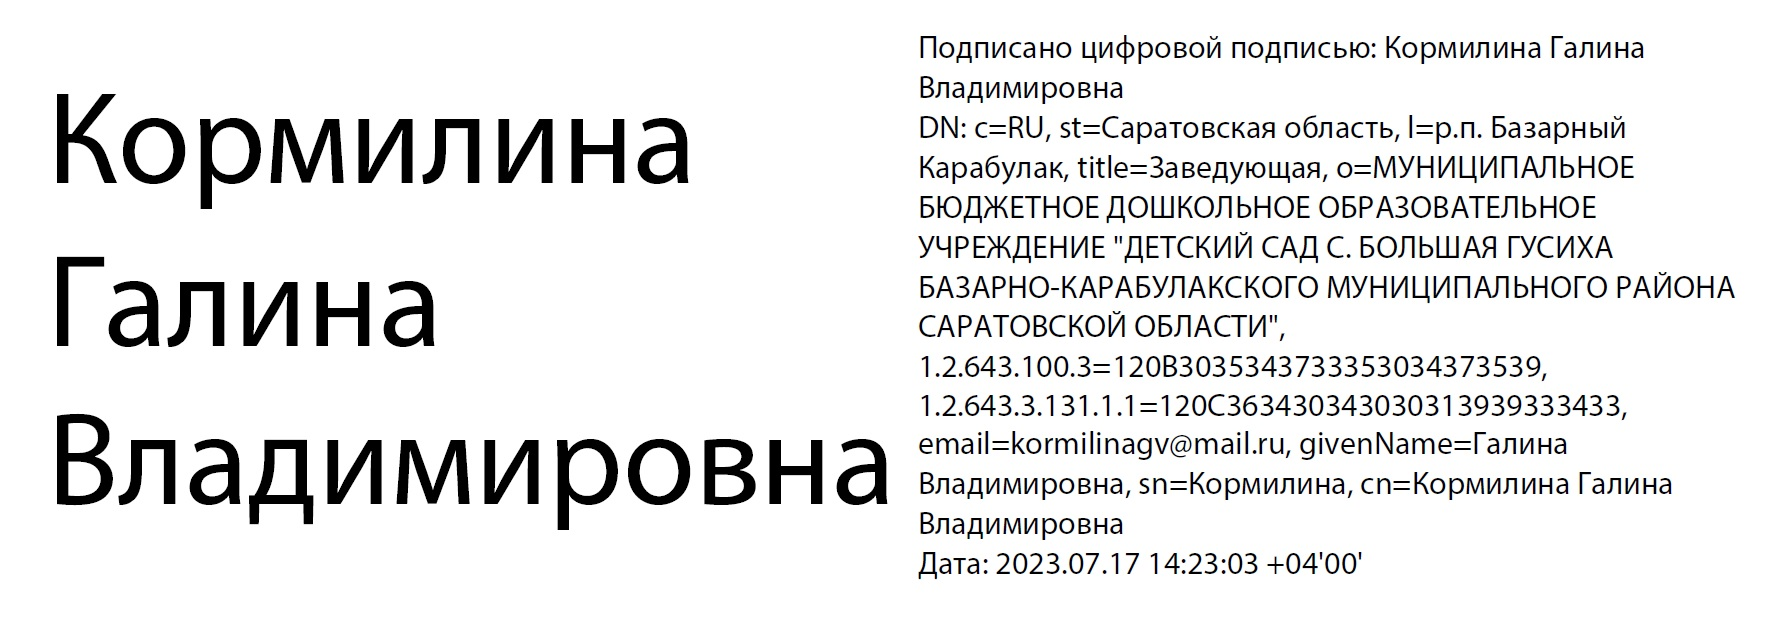 Кормилина
Галина
Владимировна
Подписано цифровой подписью: Кормилина Галина
Владимировна
DN: c=RU, st=Саратовская область, l=р.п. Базарный
Карабулак, title=Заведующая, o=МУНИЦИПАЛЬНОЕ
БЮДЖЕТНОЕ ДОШКОЛЬНОЕ ОБРАЗОВАТЕЛЬНОЕ
УЧРЕЖДЕНИЕ "ДЕТСКИЙ САД С. БОЛЬШАЯ ГУСИХА
БАЗАРНО-КАРАБУЛАКСКОГО МУНИЦИПАЛЬНОГО РАЙОНА
САРАТОВСКОЙ ОБЛАСТИ",
1.2.643.100.3=120B3035343733353034373539,
1.2.643.3.131.1.1=120C363430343030313939333433,
email=kormilinagv@mail.ru, givenName=Галина
Владимировна, sn=Кормилина, cn=Кормилина Галина
Владимировна
Дата: 2023.07.17 14:23:03 +04'00'